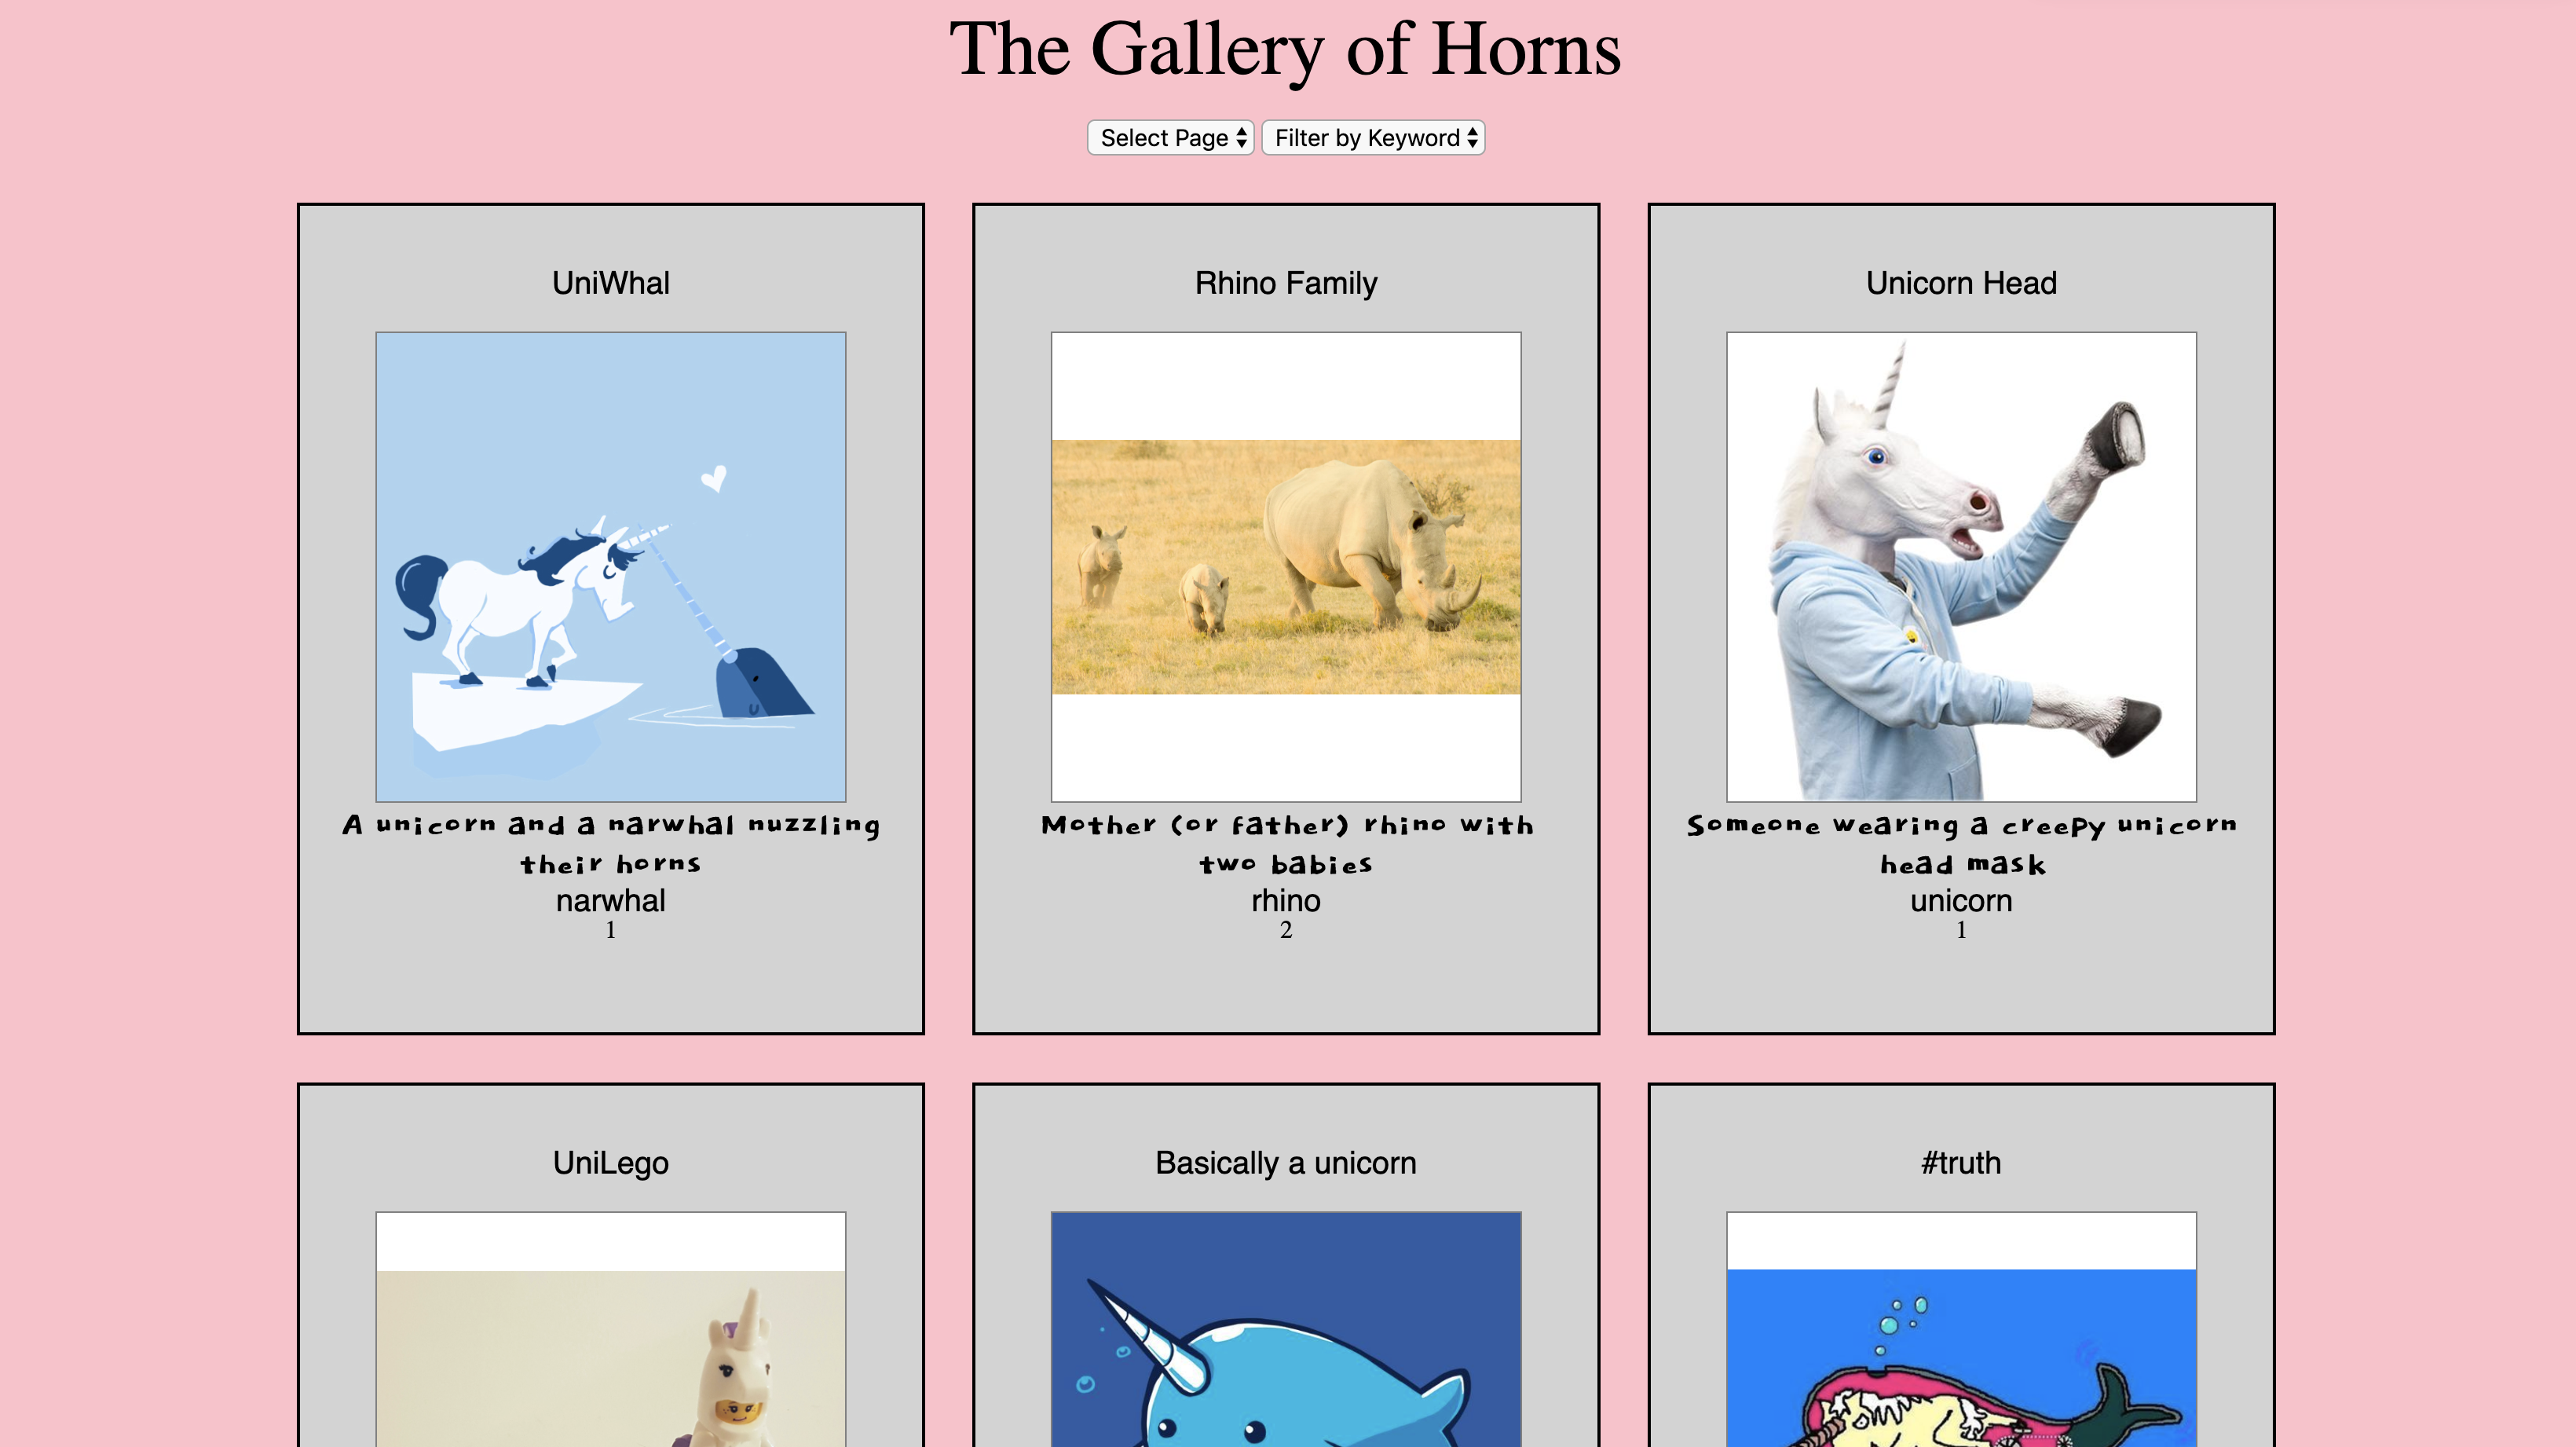 The Gallery of Horns
Select Page Filter by Keyword
UniWhal
A unicorn and a narwhal nuzzling
their horns
narwhal
1
Rhino Family
Mother (or father) rhino with
two babies
rhino
2
Unicorn Head
Someone wearing a creepy unicorn
head mask
unicorn
1
UniLego
Basically a unicorn
#truth